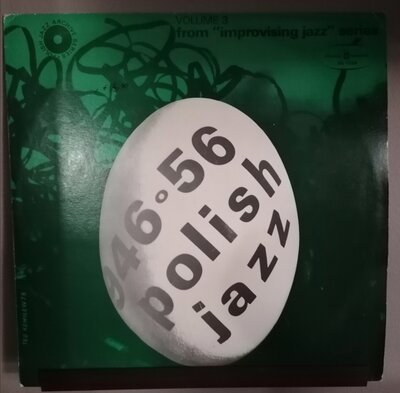 VOLUME 3
from "improvising jazz" series
946°56
polish
jazz